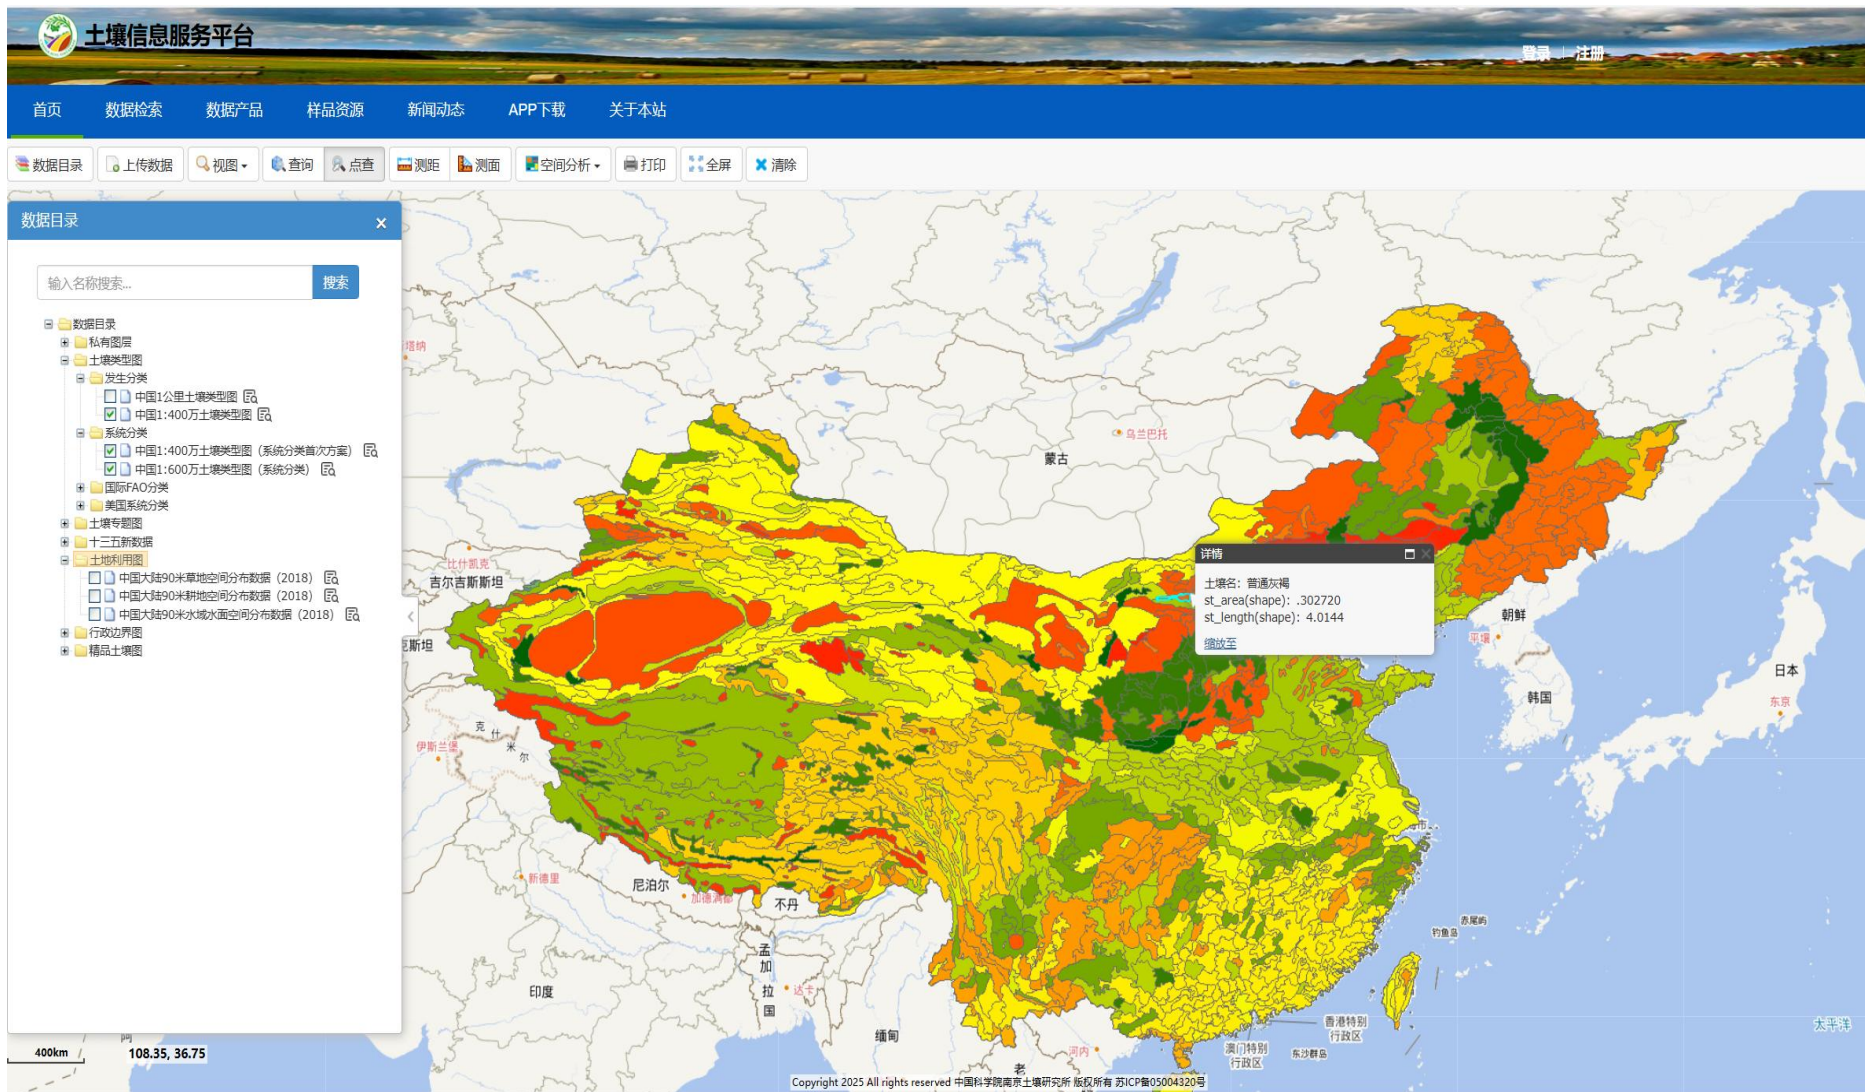 土壤信息服务平台
登录 | 注册
首页 数据检索 数据产品 样品资源 新闻动态 APP下载 关于本站
数据目录 上传数据 视图 查询 点查 测距 测面 空间分析 打印 全屏 清除
数据目录
输入名称搜索... 搜索
数据目录
私有图层
土壤类型图
发生分类
中国1公里土壤类型图
中国1:400万土壤类型图
系统分类
中国1:400万土壤类型图（系统分类首次方案）
中国1:600万土壤类型图（系统分类）
国际FAO分类
美国系统分类
土壤专题图
十三五新数据
土地利用图
中国大陆90米草地空间分布数据（2018）
中国大陆90米耕地空间分布数据（2018）
中国大陆90米水域水面空间分布数据（2018）
行政边界图
精品土壤图
塔纳
乌兰巴托
蒙古
比什凯克
吉尔吉斯斯坦
克斯坦
详情
土壤名：普通灰褐
st_area(shape)：.302720
st_length(shape)：4.0144
缩放至
朝鲜
平壤
韩国
日本
东京
克什米尔
伊斯兰堡
新德里
尼泊尔
加德满都
不丹
孟加拉国
达卡
印度
缅甸
河内
老
海市
赤尾屿
钓鱼岛
香港特别
行政区
澳门特别
行政区
东沙群岛
太平洋
400km
108.35, 36.75
Copyright 2025 All rights reserved 中国科学院南京土壤研究所 版权所有 苏ICP备05004320号